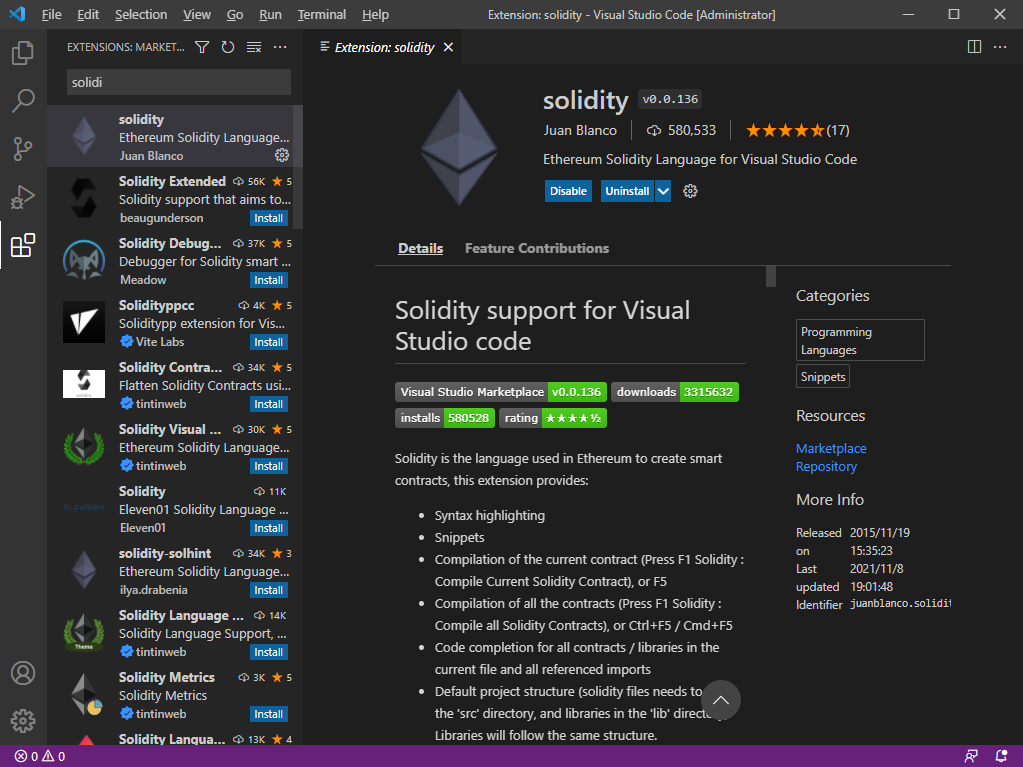 File Edit Selection View Go Run Terminal Help
Extension: solidity - Visual Studio Code [Administrator]
EXTENSIONS: MARKET...
solidi
solidity
Ethereum Solidity Language...
Juan Blanco
Solidity Extended 56K ★ 5
Solidity support that aims to...
beaugunderson Install
Solidity Debug... 37K ★ 5
Debugger for Solidity smart ...
Meadow Install
Solidityppcc 4K ★ 5
Soliditypp extension for Vis...
Vite Labs Install
Solidity Contra... 34K ★ 5
Flatten Solidity Contracts usi...
tintinweb Install
Solidity Visual ... 30K ★ 5
Ethereum Solidity Language...
tintinweb Install
Solidity 11K
Eleven01 Solidity Language ...
Eleven01 Install
solidity-solhint 34K ★ 3
Ethereum Solidity Language...
ilya.drabenia Install
Theme
Solidity Language ... 14K
Solidity Language Support, ...
tintinweb Install
Solidity Metrics 3K ★ 5
Solidity Metrics
tintinweb Install
Solidity Langua... 13K ★ 4
Extension: solidity
solidity v0.0.136
Juan Blanco 580,533 (17)
Ethereum Solidity Language for Visual Studio Code
Disable Uninstall
Details Feature Contributions
Solidity support for Visual
Studio code
Visual Studio Marketplace v0.0.136 downloads 3315632
installs 580528 rating ★★★★½
Solidity is the language used in Ethereum to create smart
contracts, this extension provides:
• Syntax highlighting
• Snippets
• Compilation of the current contract (Press F1 Solidity :
Compile Current Solidity Contract), or F5
• Compilation of all the contracts (Press F1 Solidity :
Compile all Solidity Contracts), or Ctrl+F5 / Cmd+F5
• Code completion for all contracts / libraries in the
current file and all referenced imports
• Default project structure (solidity files needs to
the 'src' directory, and libraries in the 'lib' direct
Libraries will follow the same structure.
Categories
Programming
Languages
Snippets
Resources
Marketplace
Repository
More Info
Released 2015/11/19
on 15:35:23
Last 2021/11/8
updated 19:01:48
Identifier juanblanco.solidit
0 0